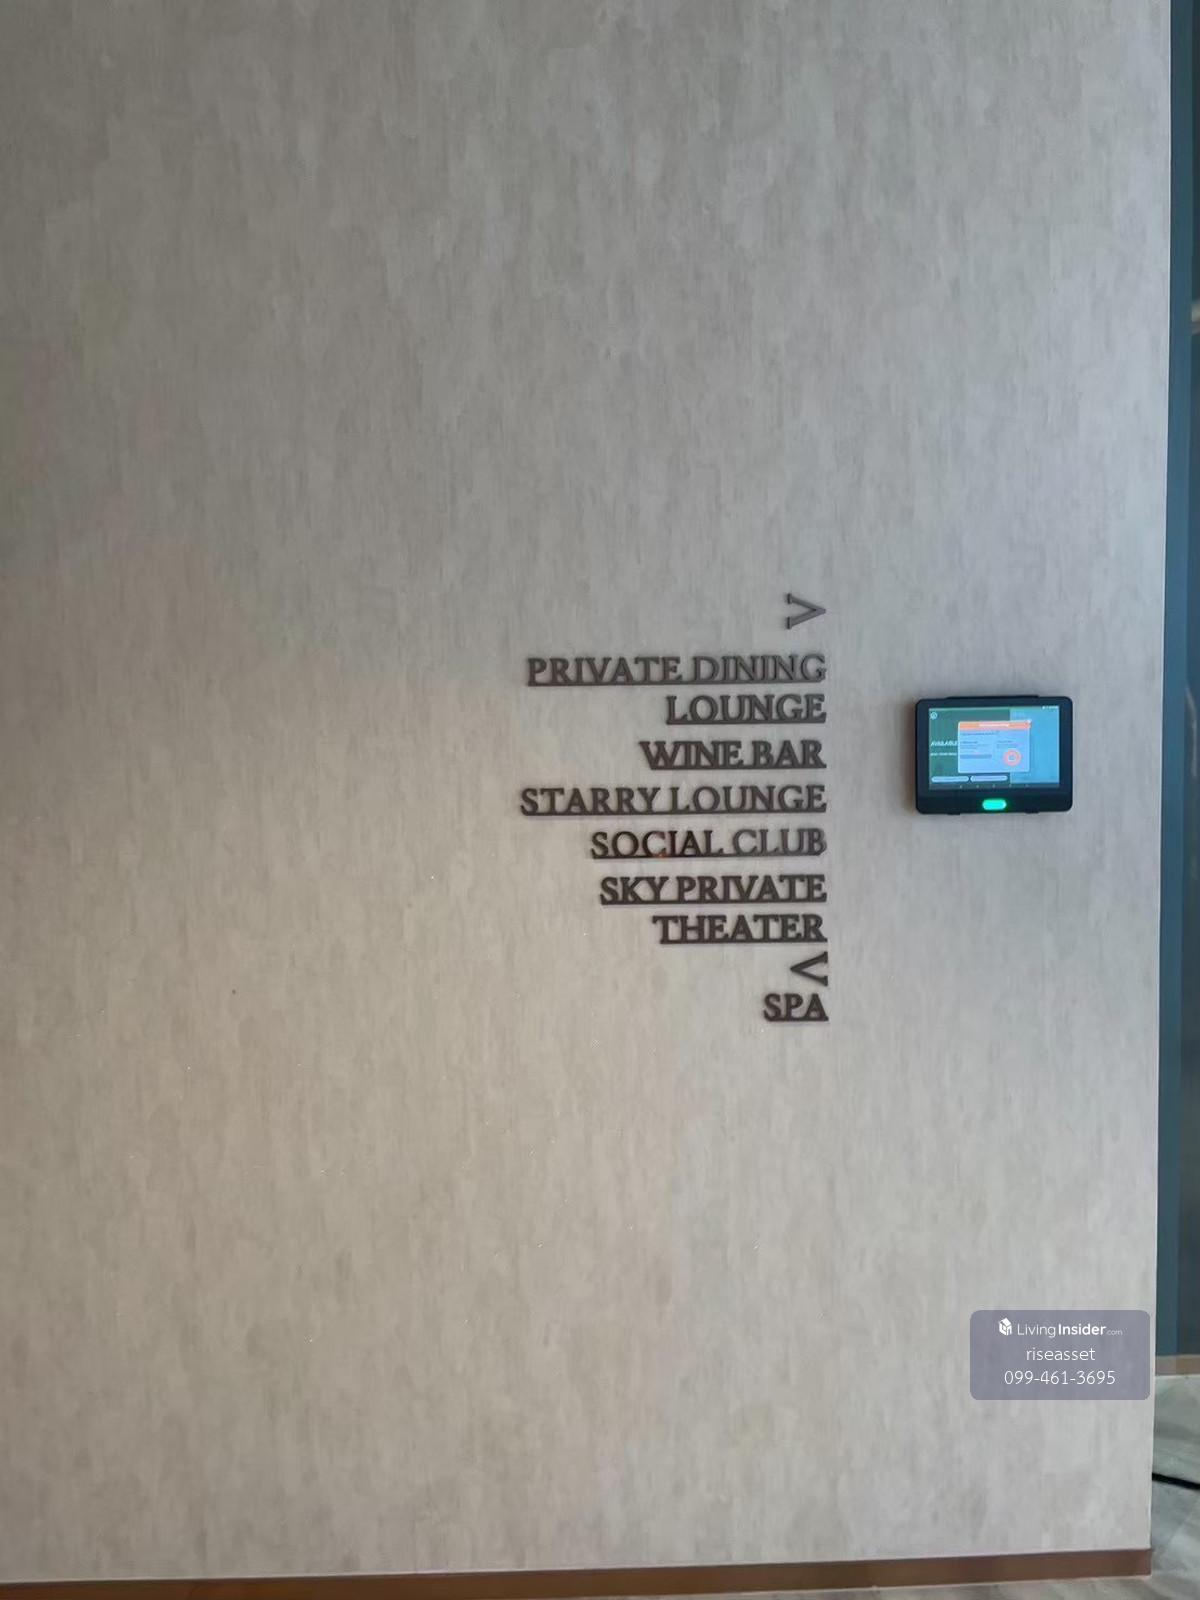 >
PRIVATE DINING
LOUNGE
WINE BAR
STARRY LOUNGE
SOCIAL CLUB
SKY PRIVATE
THEATER
<
SPA
AVAILABLE
LivingInsider.com
riseasset
099-461-3695